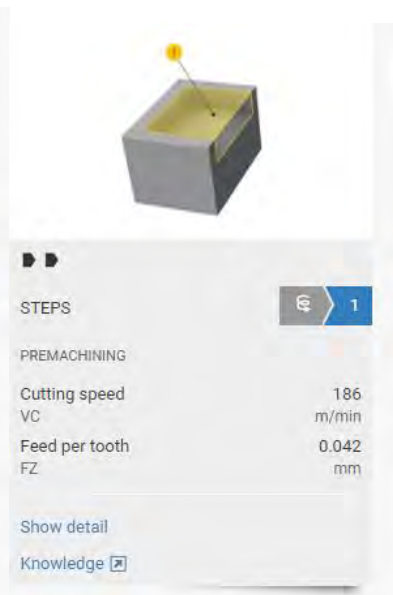 STEPS
1
PREMACHINING
Cutting speed 186
VC m/min
Feed per tooth 0.042
FZ mm
Show detail
Knowledge